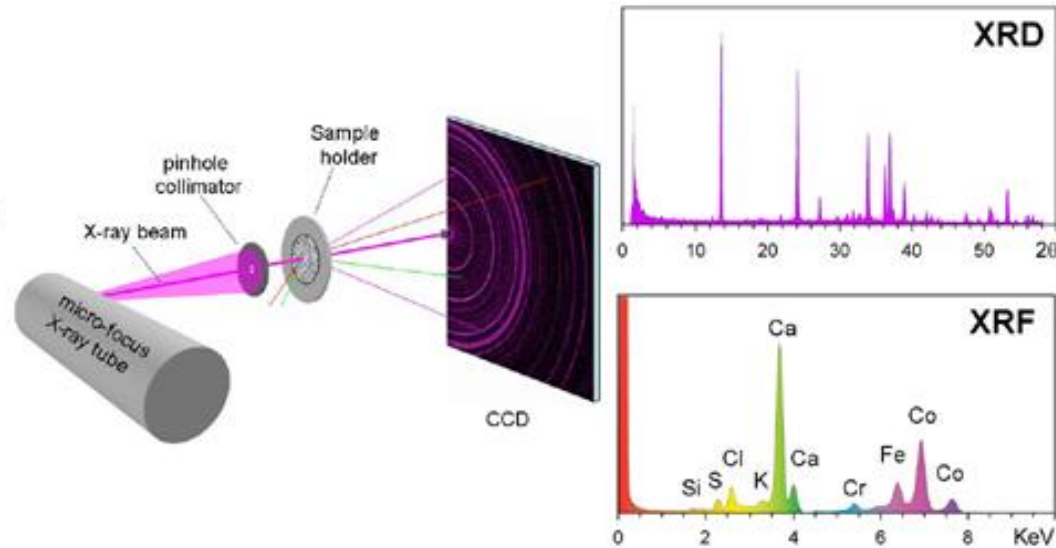 Sample
holder
pinhole
collimator
X-ray beam
micro-focus
X-ray tube
CCD
XRD
0 10 20 30 40 50 2θ
XRF
Ca
Co
Cl
Fe
Si S K Ca Cr Co
0 2 4 6 8 KeV